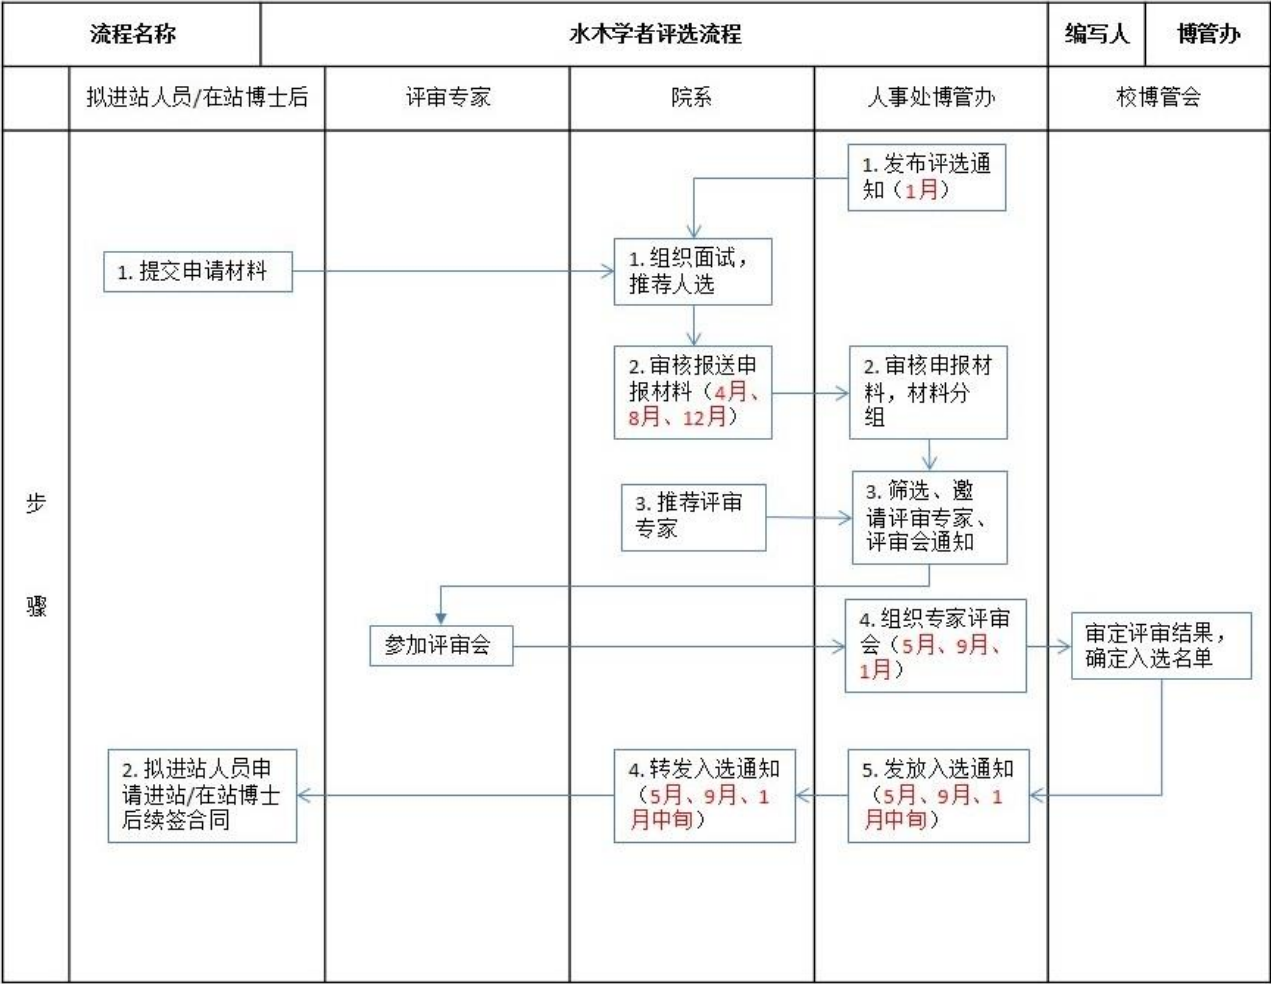 流程名称
水木学者评选流程
编写人
博管办
拟进站人员/在站博士后
评审专家
院系
人事处博管办
校博管会
步
骤
1. 发布评选通
知（1月）
1. 提交申请材料
1. 组织面试，
推荐人选
2. 审核报送申
报材料（4月、
8月、12月）
2. 审核申报材
料，材料分
组
3. 推荐评审
专家
3. 筛选、邀
请评审专家、
评审会通知
参加评审会
4. 组织专家评审
会（5月、9月、
1月）
审定评审结果，
确定入选名单
2. 拟进站人员申
请进站/在站博士
后续签合同
4. 转发入选通知
（5月、9月、1
月中旬）
5. 发放入选通知
（5月、9月、1
月中旬）